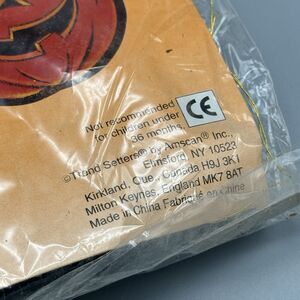 Not recommended
for children under
36 months.
CE
©Trend Setters® by Amscan® Inc.,
Elmsford, NY 10523
Kirkland, Que., Canada H9J 3K1
Milton Keynes, England MK7 8AT
Made in China Fabriqué en Chine